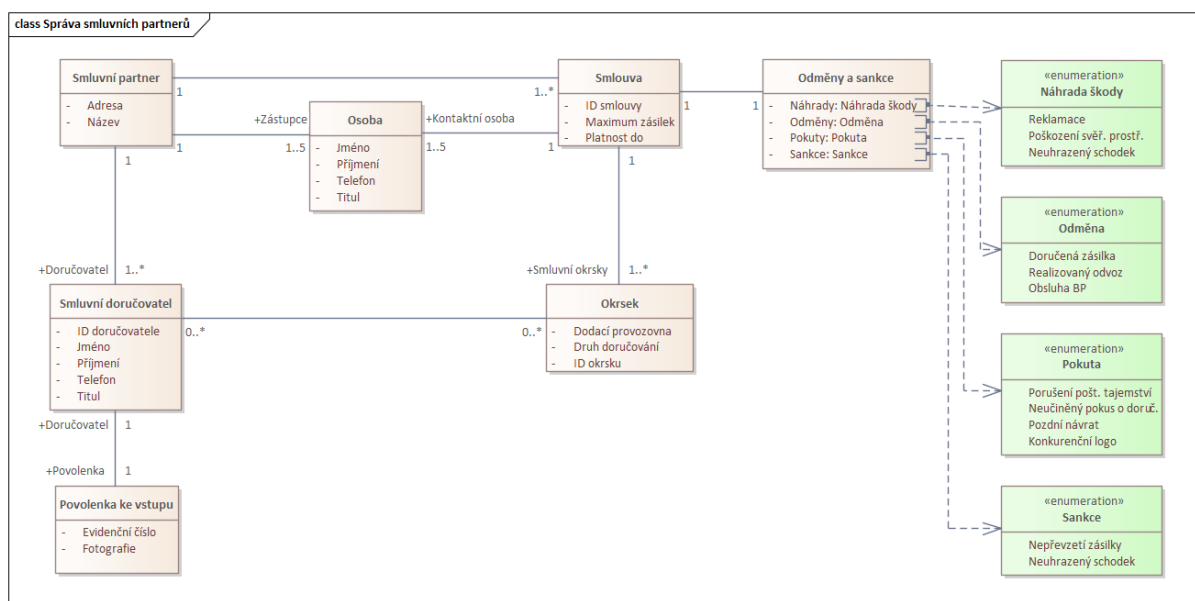 class Správa smluvních partnerů
Smluvní partner
- Adresa
- Název
1
1..*
Smlouva
- ID smlouvy
- Maximum zásilek
- Platnost do
1
1
Odměny a sankce
- Náhrady: Náhrada škody
- Odměny: Odměna
- Pokuty: Pokuta
- Sankce: Sankce
«enumeration»
Náhrada škody
Reklamace
Poškození svěř. prostř.
Neuhrazený schodek
+Zástupce
1
1..5
Osoba
- Jméno
- Příjmení
- Telefon
- Titul
+Kontaktní osoba
1..5
1
1
1
«enumeration»
Odměna
Doručená zásilka
Realizovaný odvoz
Obsluha BP
+Doručovatel
1..*
+Smluvní okrsky
1..*
Smluvní doručovatel
- ID doručovatele
- Jméno
- Příjmení
- Telefon
- Titul
0..*
0..*
Okrsek
- Dodací provozovna
- Druh doručování
- ID okrsku
«enumeration»
Pokuta
Porušení pošt. tajemství
Neučiněný pokus o doruč.
Pozdní návrat
Konkurenční logo
+Doručovatel
1
+Povolenka
1
Povolenka ke vstupu
- Evidenční číslo
- Fotografie
«enumeration»
Sankce
Nepřevzetí zásilky
Neuhrazený schodek